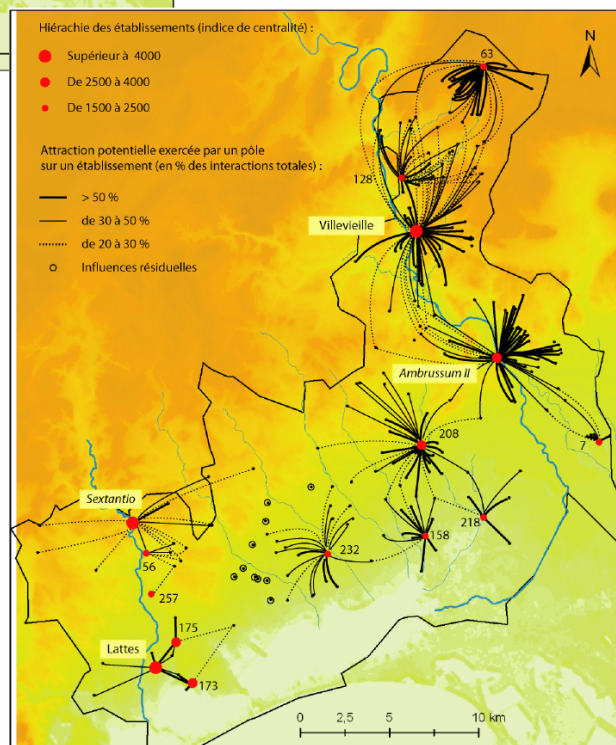 Hiérachie des établissements (indice de centralité) :
Supérieur à 4000
De 2500 à 4000
De 1500 à 2500
Attraction potentielle exercée par un pôle
sur un établissement (en % des interactions totales) :
> 50 %
de 30 à 50 %
de 20 à 30 %
Influences résiduelles
N
63
128
Villevieille
Ambrussum II
7
208
Sextantio
218
158
232
56
257
175
Lattes
173
0 2,5 5 10 km